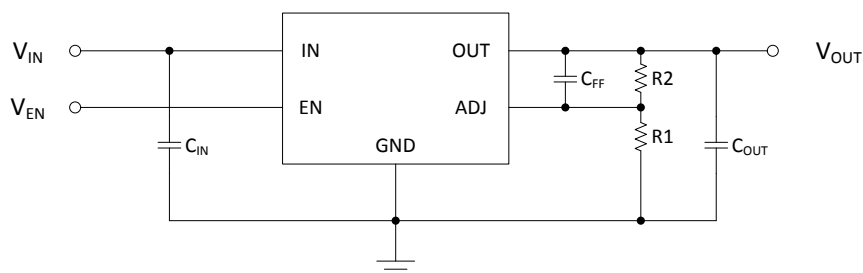 V_IN IN OUT V_OUT
C_FF R2
V_EN EN ADJ
R1
C_IN GND C_OUT